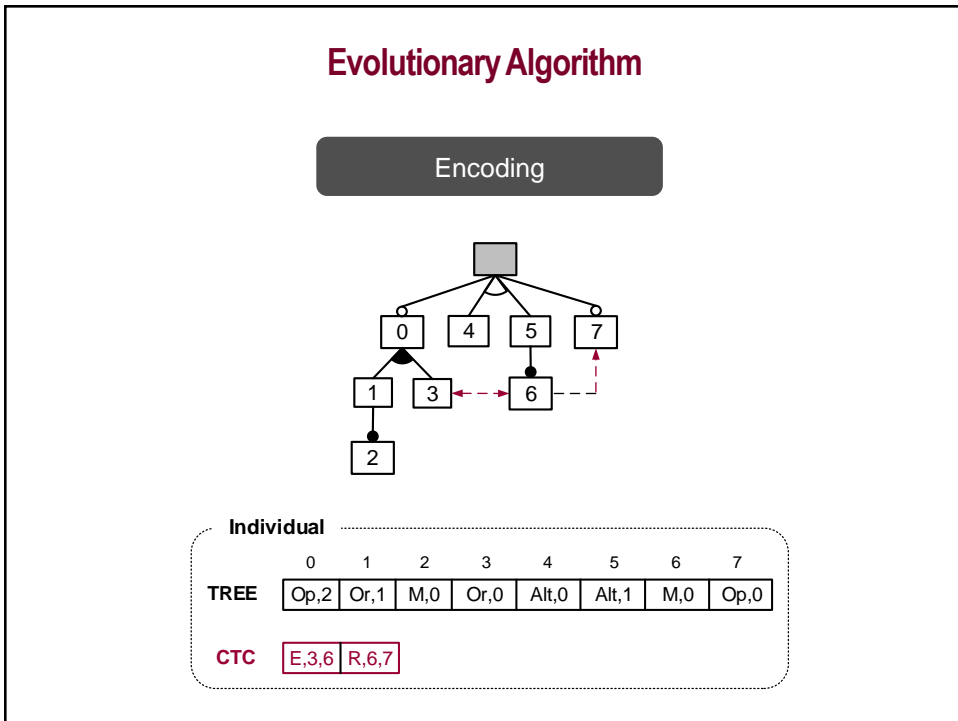 Evolutionary Algorithm
Encoding
0 4 5 7
1 3 6
2
Individual
0 1 2 3 4 5 6 7
TREE Op,2 Or,1 M,0 Or,0 Alt,0 Alt,1 M,0 Op,0
CTC E,3,6 R,6,7